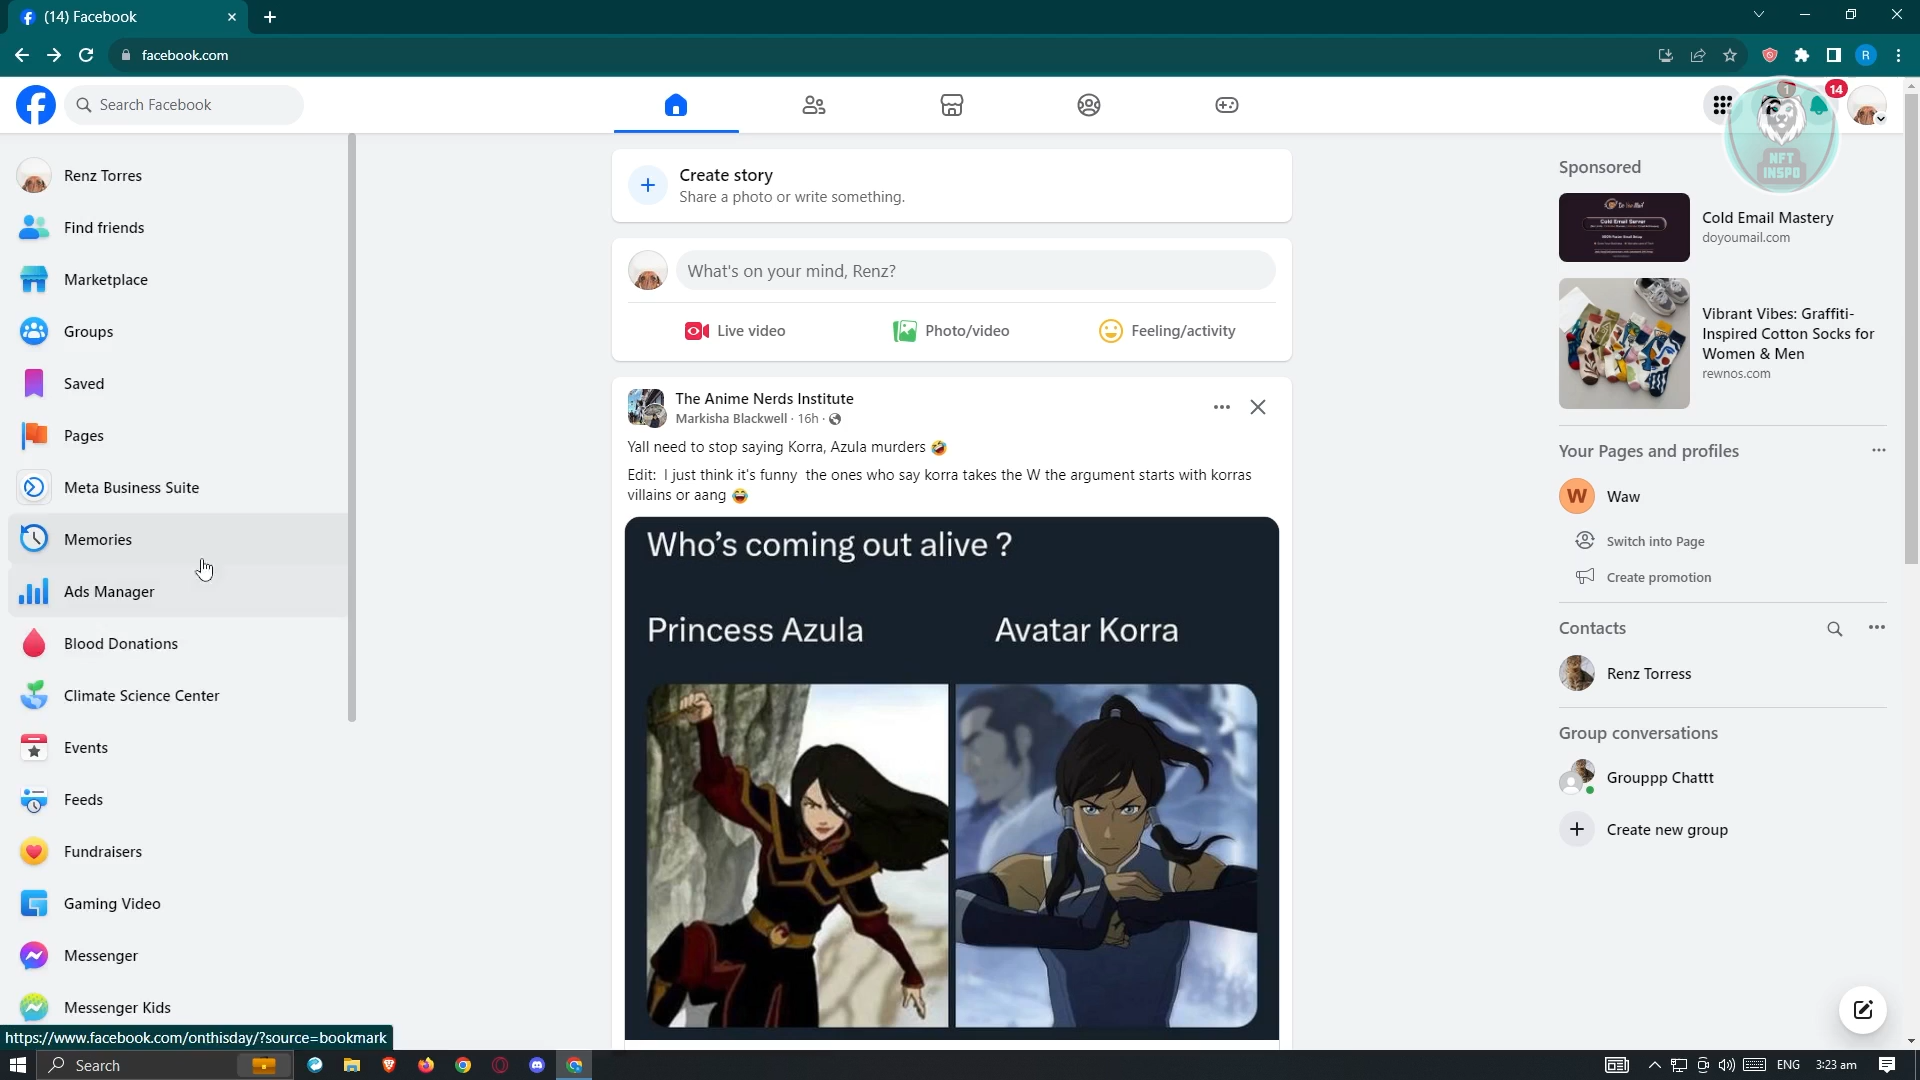 (14) Facebook
facebook.com
R
Search Facebook
1
14
NFT
INSPO
Renz Torres
Find friends
Marketplace
Groups
Saved
Pages
Meta Business Suite
Memories
Ads Manager
Blood Donations
Climate Science Center
Events
Feeds
Fundraisers
Gaming Video
Messenger
Messenger Kids
https://www.facebook.com/onthisday/?source=bookmark
Create story
Share a photo or write something.
What's on your mind, Renz?
Live video
Photo/video
Feeling/activity
The Anime Nerds Institute
Markisha Blackwell · 16h ·
Yall need to stop saying Korra, Azula murders 🤣
Edit: I just think it's funny the ones who say korra takes the W the argument starts with korras
villains or aang 😂
Who's coming out alive ?
Princess Azula
Avatar Korra
Sponsored
Cold Email Server
Cold Email Mastery
doyoumail.com
Vibrant Vibes: Graffiti-
Inspired Cotton Socks for
Women & Men
rewnos.com
Your Pages and profiles
W
Waw
Switch into Page
Create promotion
Contacts
Renz Torress
Group conversations
Grouppp Chattt
Create new group
Search
ENG
3:23 am